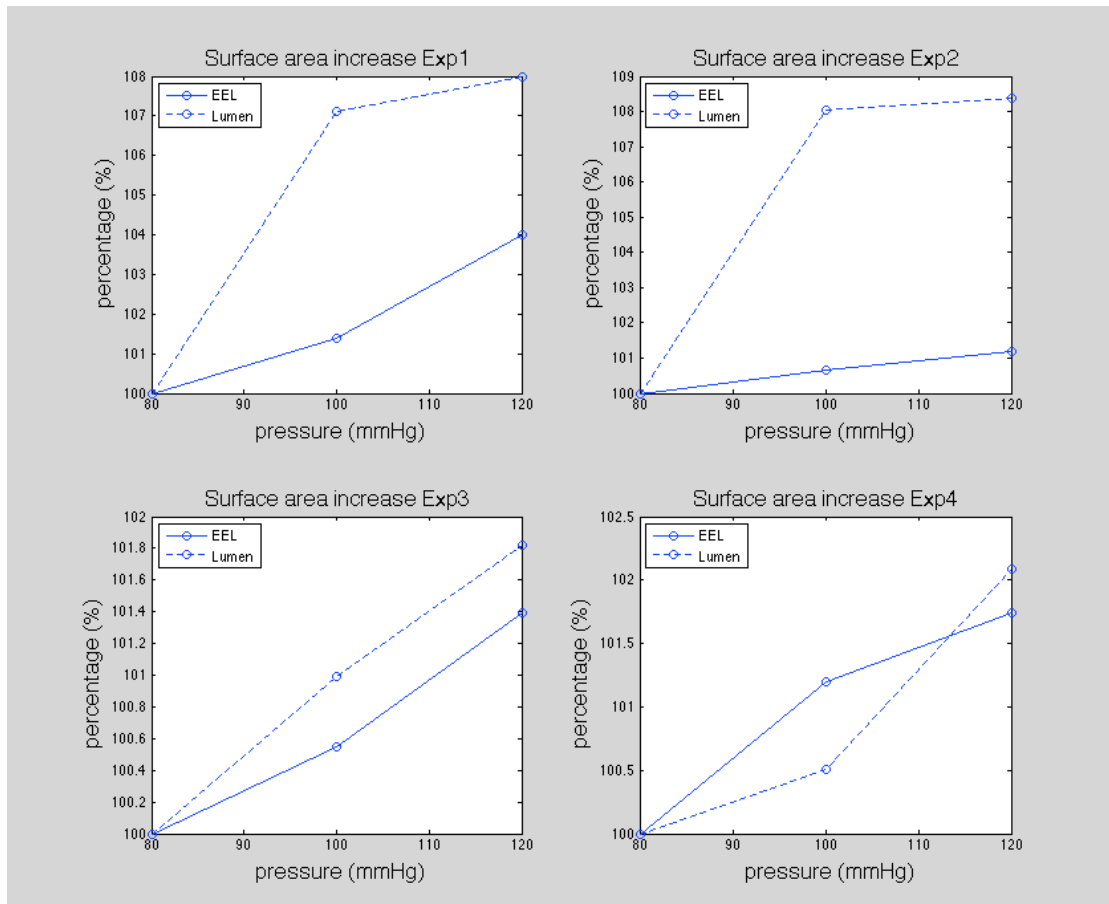 Surface area increase Exp1
108
107
106
105
104
103
102
101
100
percentage (%)
EEL
Lumen
80 90 100 110 120
pressure (mmHg)
Surface area increase Exp2
109
108
107
106
105
104
103
102
101
100
percentage (%)
EEL
Lumen
80 90 100 110 120
pressure (mmHg)
Surface area increase Exp3
102
101.8
101.6
101.4
101.2
101
100.8
100.6
100.4
100.2
100
percentage (%)
EEL
Lumen
80 90 100 110 120
pressure (mmHg)
Surface area increase Exp4
102.5
102
101.5
101
100.5
100
percentage (%)
EEL
Lumen
80 90 100 110 120
pressure (mmHg)